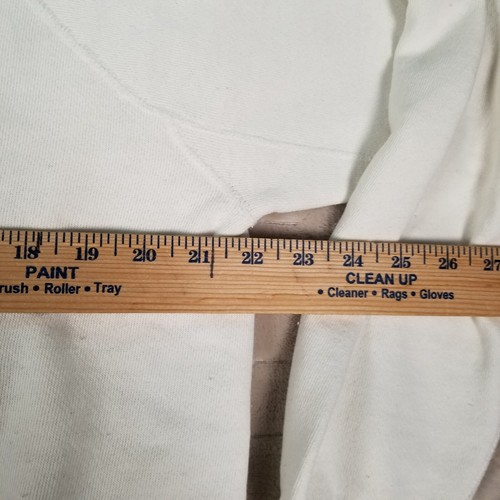 18 19 20 21 22 23 24 25 26 27
PAINT CLEAN UP
rush • Roller • Tray • Cleaner • Rags • Gloves